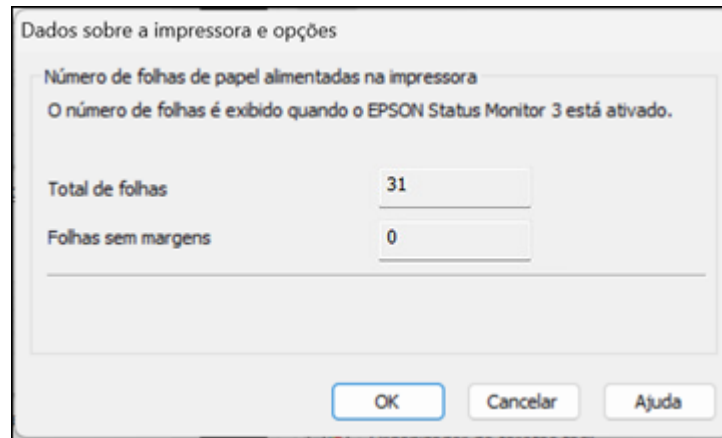 Dados sobre a impressora e opções
Número de folhas de papel alimentadas na impressora
O número de folhas é exibido quando o EPSON Status Monitor 3 está ativado.
Total de folhas 31
Folhas sem margens 0
OK Cancelar Ajuda